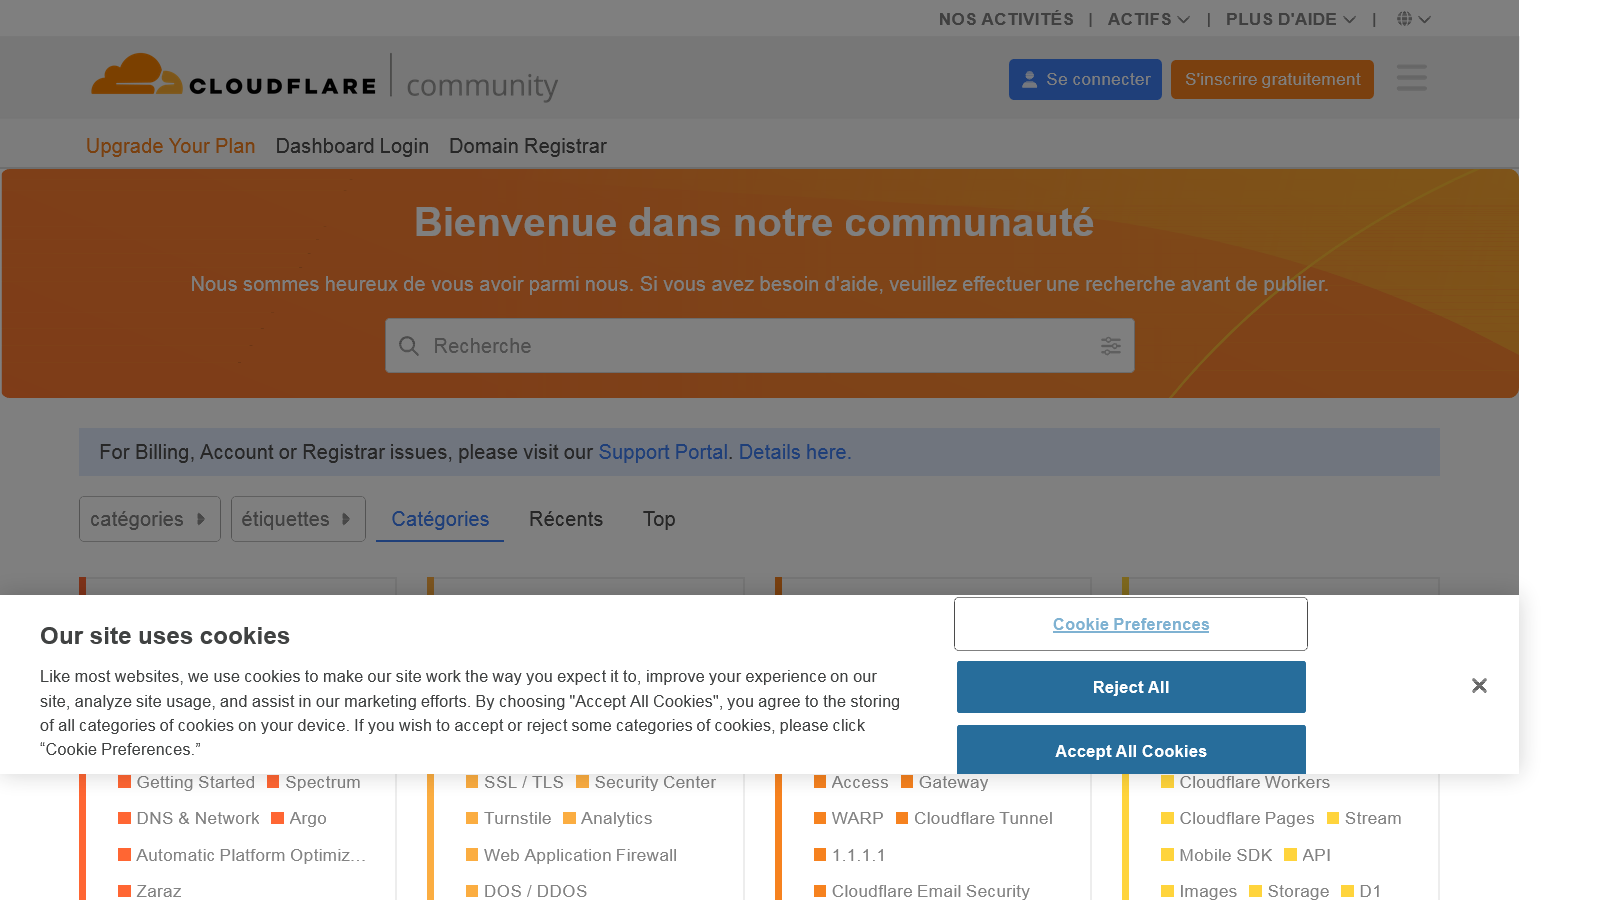 NOS ACTIVITÉS | ACTIFS | PLUS D'AIDE |
CLOUDFLARE community
Se connecter
S'inscrire gratuitement
Upgrade Your Plan Dashboard Login Domain Registrar
Bienvenue dans notre communauté
Nous sommes heureux de vous avoir parmi nous. Si vous avez besoin d'aide, veuillez effectuer une recherche avant de publier.
Recherche
For Billing, Account or Registrar issues, please visit our Support Portal. Details here.
catégories étiquettes Catégories Récents Top
Our site uses cookies
Like most websites, we use cookies to make our site work the way you expect it to, improve your experience on our
site, analyze site usage, and assist in our marketing efforts. By choosing "Accept All Cookies", you agree to the storing
of all categories of cookies on your device. If you wish to accept or reject some categories of cookies, please click
“Cookie Preferences.”
Cookie Preferences
Reject All
Accept All Cookies
Getting Started Spectrum
DNS & Network Argo
Automatic Platform Optimiz...
Zaraz
SSL / TLS Security Center
Turnstile Analytics
Web Application Firewall
DOS / DDOS
Access Gateway
WARP Cloudflare Tunnel
1.1.1.1
Cloudflare Email Security
Cloudflare Workers
Cloudflare Pages Stream
Mobile SDK API
Images Storage D1